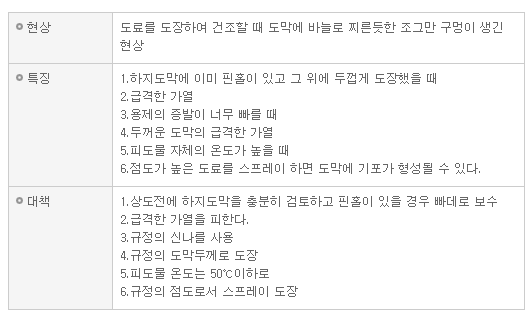 현상
도료를 도장하여 건조할 때 도막에 바늘로 찌른듯한 조그만 구멍이 생긴
현상
특징
1.하지도막에 이미 핀홀이 있고 그 위에 두껍게 도장했을 때
2.급격한 가열
3.용제의 증발이 너무 빠를 때
4.두꺼운 도막의 급격한 가열
5.피도물 자체의 온도가 높을 때
6.점도가 높은 도료를 스프레이 하면 도막에 기포가 형성될 수 있다.
대책
1.상도전에 하지도막을 충분히 검토하고 핀홀이 있을 경우 빠데로 보수
2.급격한 가열을 피한다.
3.규정의 신나를 사용
4.규정의 도막두께로 도장
5.피도물 온도는 50℃이하로
6.규정의 점도로서 스프레이 도장